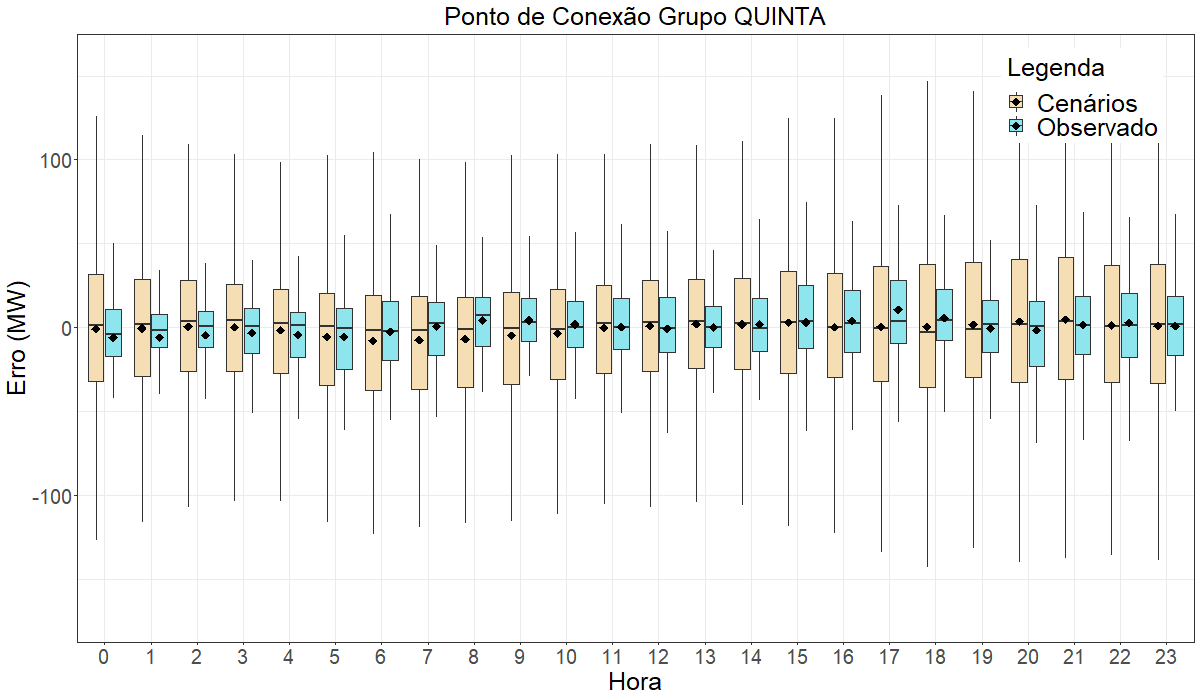 Ponto de Conexão Grupo QUINTA
Legenda
Cenários
Observado
Erro (MW)
100
0
-100
0 1 2 3 4 5 6 7 8 9 10 11 12 13 14 15 16 17 18 19 20 21 22 23
Hora